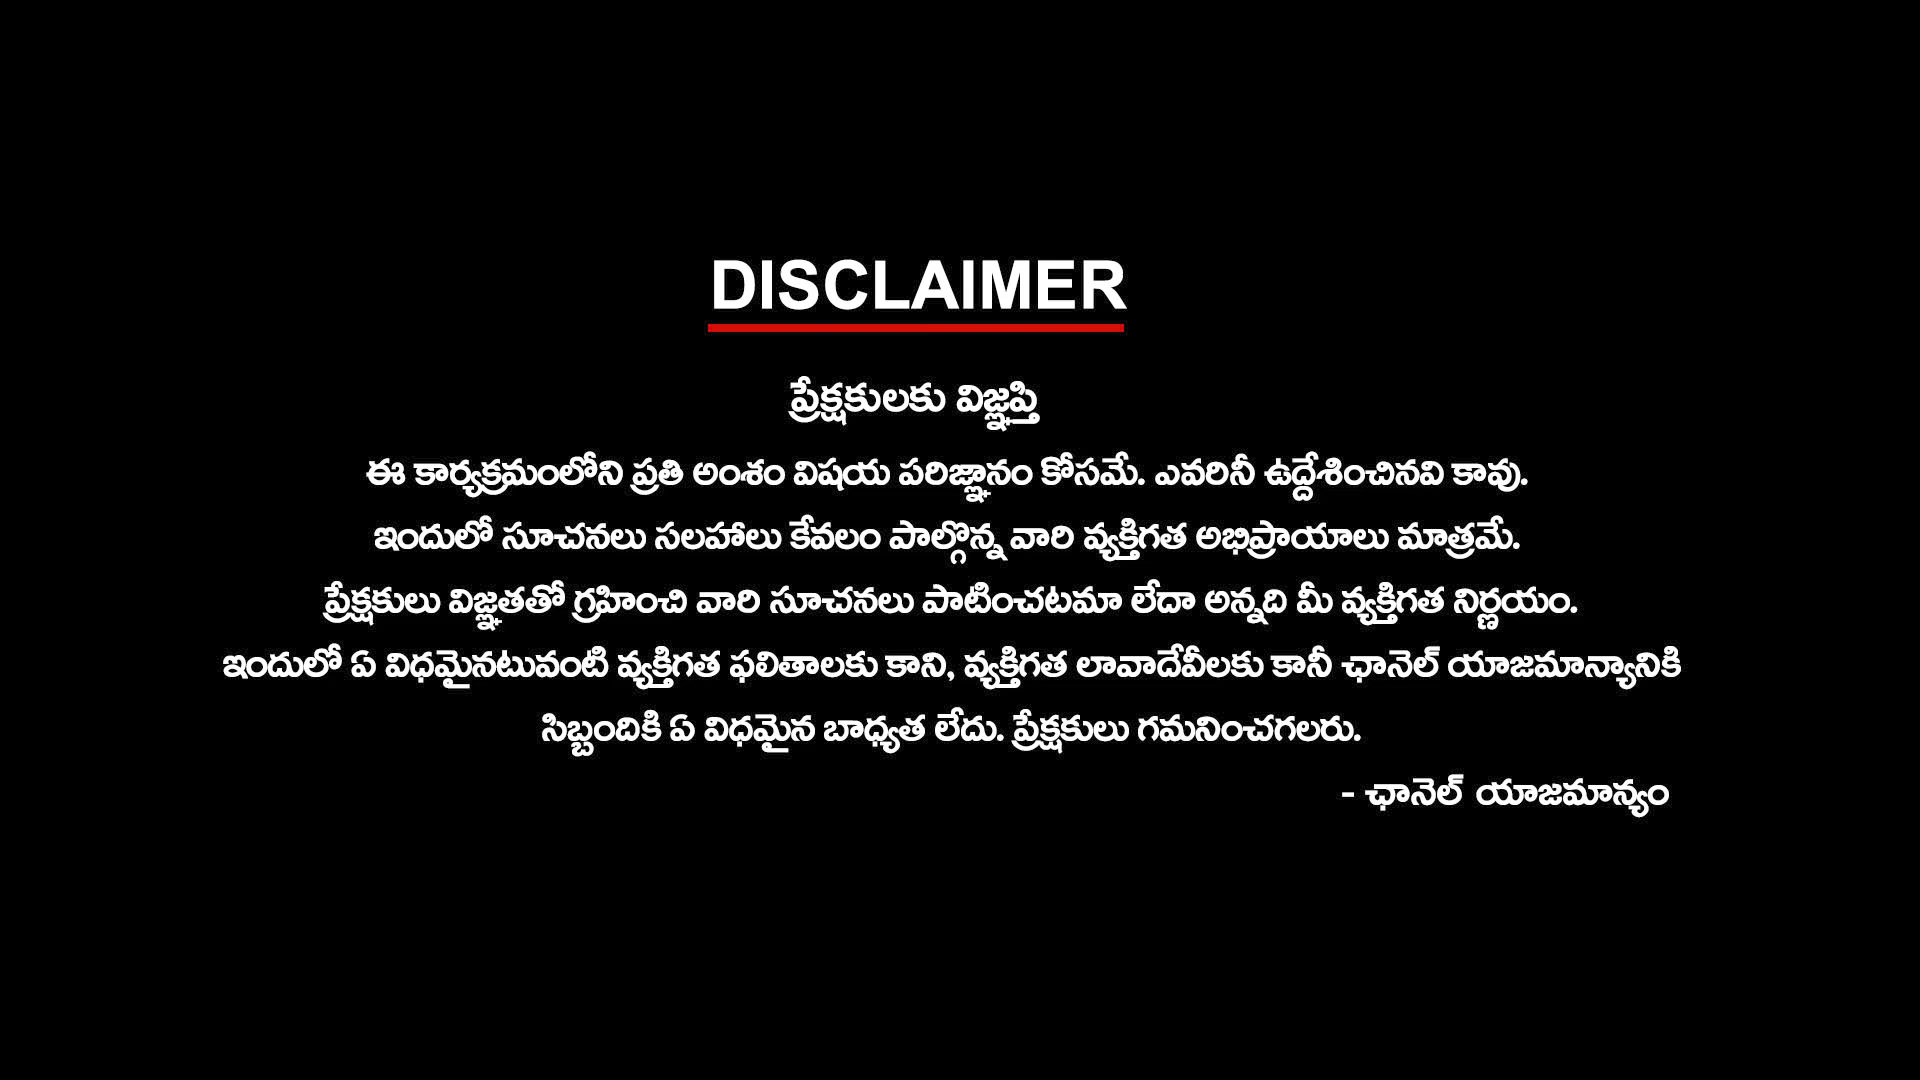 DISCLAIMER
ప్రేక్షకులకు విజ్ఞప్తి
ఈ కార్యక్రమంలోని ప్రతి అంశం విషయ పరిజ్ఞానం కోసమే. ఎవరినీ ఉద్దేశించినవి కావు.
ఇందులో సూచనలు సలహాలు కేవలం పాల్గొన్న వారి వ్యక్తిగత అభిప్రాయాలు మాత్రమే.
ప్రేక్షకులు విజ్ఞతతో గ్రహించి వారి సూచనలు పాటించటమా లేదా అన్నది మీ వ్యక్తిగత నిర్ణయం.
ఇందులో ఏ విధమైనటువంటి వ్యక్తిగత ఫలితాలకు కాని, వ్యక్తిగత లావాదేవీలకు కానీ ఛానెల్ యాజమాన్యానికి
సిబ్బందికి ఏ విధమైన బాధ్యత లేదు. ప్రేక్షకులు గమనించగలరు.
- ఛానెల్ యాజమాన్యం